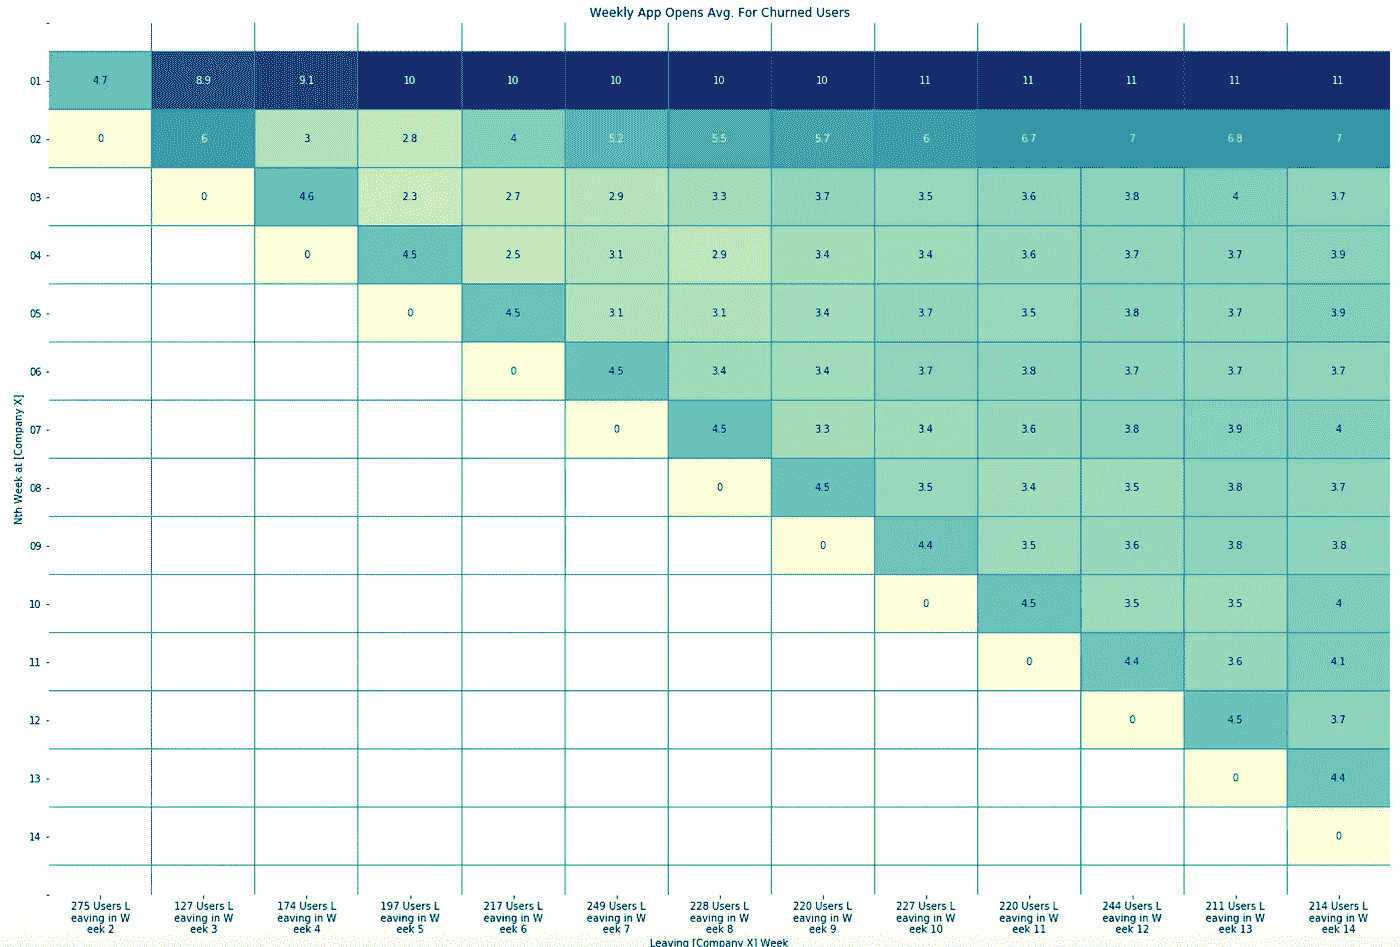 Weekly App Opens Avg. For Churned Users
01 4.7 8.9 9.1 10 10 10 10 10 11 11 11 11 11
02 0 6 3 2.8 4 5.2 5.5 5.7 6 6.7 7 6.8 7
03 0 4.6 2.3 2.7 2.9 3.3 3.7 3.5 3.6 3.8 4 3.7
04 0 4.5 2.5 3.1 2.9 3.4 3.4 3.6 3.7 3.7 3.9
05 0 4.5 3.1 3.1 3.4 3.7 3.5 3.8 3.7 3.9
06 0 4.5 3.4 3.4 3.7 3.8 3.7 3.7 3.7
07 0 4.5 3.3 3.4 3.6 3.8 3.9 4
08 0 4.5 3.5 3.4 3.5 3.8 3.7
09 0 4.4 3.5 3.6 3.8 3.8
10 0 4.5 3.5 3.5 4
11 0 4.4 3.6 4.1
12 0 4.5 3.7
13 0 4.4
14 0
Nth Week at [Company X]
275 Users L 127 Users L 174 Users L 197 Users L 217 Users L 249 Users L 228 Users L 220 Users L 227 Users L 220 Users L 244 Users L 211 Users L 214 Users L
eaving in W eaving in W eaving in W eaving in W eaving in W eaving in W eaving in W eaving in W eaving in W eaving in W eaving in W eaving in W eaving in W
eek 2 eek 3 eek 4 eek 5 eek 6 eek 7 eek 8 eek 9 eek 10 eek 11 eek 12 eek 13 eek 14
Leaving [Company X] Week